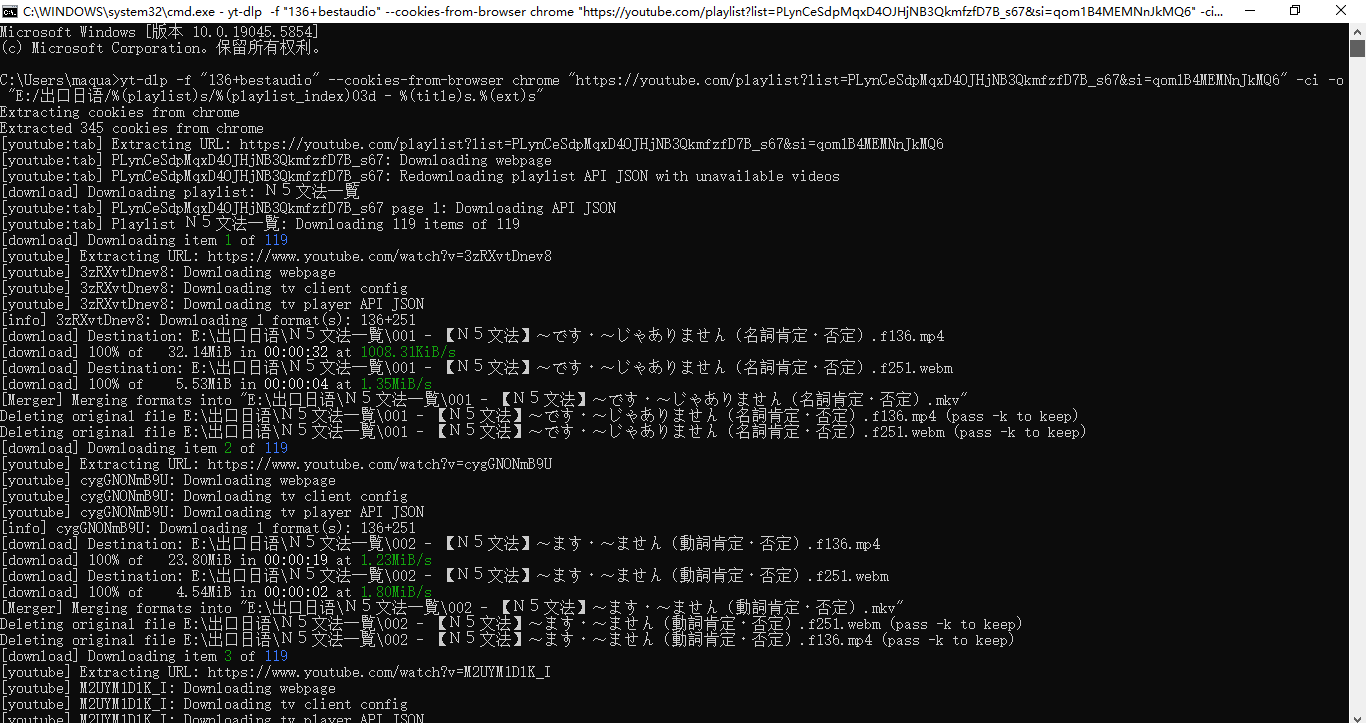 C:\WINDOWS\system32\cmd.exe - yt-dlp  -f "136+bestaudio" --cookies-from-browser chrome "https://youtube.com/playlist?list=PLynCeSdpMqxD4OJHjNB3QkmfzfD7B_s67&si=qom1B4MEMNnJkMQ6" -ci...
Microsoft Windows [版本 10.0.19045.5854]
(c) Microsoft Corporation。保留所有权利。
C:\Users\maqua>yt-dlp -f "136+bestaudio" --cookies-from-browser chrome "https://youtube.com/playlist?list=PLynCeSdpMqxD4OJHjNB3QkmfzfD7B_s67&si=qom1B4MEMNnJkMQ6" -ci -o
"E:/出口日语/%(playlist)s/%(playlist_index)03d - %(title)s.%(ext)s"
Extracting cookies from chrome
Extracted 345 cookies from chrome
[youtube:tab] Extracting URL: https://youtube.com/playlist?list=PLynCeSdpMqxD4OJHjNB3QkmfzfD7B_s67&si=qom1B4MEMNnJkMQ6
[youtube:tab] PLynCeSdpMqxD4OJHjNB3QkmfzfD7B_s67: Downloading webpage
[youtube:tab] PLynCeSdpMqxD4OJHjNB3QkmfzfD7B_s67: Redownloading playlist API JSON with unavailable videos
[download] Downloading playlist: Ｎ５文法一覧
[youtube:tab] PLynCeSdpMqxD4OJHjNB3QkmfzfD7B_s67 page 1: Downloading API JSON
[youtube:tab] Playlist Ｎ５文法一覧: Downloading 119 items of 119
[download] Downloading item 1 of 119
[youtube] Extracting URL: https://www.youtube.com/watch?v=3zRXvtDnev8
[youtube] 3zRXvtDnev8: Downloading webpage
[youtube] 3zRXvtDnev8: Downloading tv client config
[youtube] 3zRXvtDnev8: Downloading tv player API JSON
[info] 3zRXvtDnev8: Downloading 1 format(s): 136+251
[download] Destination: E:\出口日语\Ｎ５文法一覧\001 - 【Ｎ５文法】～です・～じゃありません（名詞肯定・否定）.f136.mp4
[download] 100% of   32.14MiB in 00:00:32 at 1008.31KiB/s
[download] Destination: E:\出口日语\Ｎ５文法一覧\001 - 【Ｎ５文法】～です・～じゃありません（名詞肯定・否定）.f251.webm
[download] 100% of    5.53MiB in 00:00:04 at 1.35MiB/s
[Merger] Merging formats into "E:\出口日语\Ｎ５文法一覧\001 - 【Ｎ５文法】～です・～じゃありません（名詞肯定・否定）.mkv"
Deleting original file E:\出口日语\Ｎ５文法一覧\001 - 【Ｎ５文法】～です・～じゃありません（名詞肯定・否定）.f136.mp4 (pass -k to keep)
Deleting original file E:\出口日语\Ｎ５文法一覧\001 - 【Ｎ５文法】～です・～じゃありません（名詞肯定・否定）.f251.webm (pass -k to keep)
[download] Downloading item 2 of 119
[youtube] Extracting URL: https://www.youtube.com/watch?v=cygGNONmB9U
[youtube] cygGNONmB9U: Downloading webpage
[youtube] cygGNONmB9U: Downloading tv client config
[youtube] cygGNONmB9U: Downloading tv player API JSON
[info] cygGNONmB9U: Downloading 1 format(s): 136+251
[download] Destination: E:\出口日语\Ｎ５文法一覧\002 - 【Ｎ５文法】～ます・～ません（動詞肯定・否定）.f136.mp4
[download] 100% of   23.80MiB in 00:00:19 at 1.23MiB/s
[download] Destination: E:\出口日语\Ｎ５文法一覧\002 - 【Ｎ５文法】～ます・～ません（動詞肯定・否定）.f251.webm
[download] 100% of    4.54MiB in 00:00:02 at 1.80MiB/s
[Merger] Merging formats into "E:\出口日语\Ｎ５文法一覧\002 - 【Ｎ５文法】～ます・～ません（動詞肯定・否定）.mkv"
Deleting original file E:\出口日语\Ｎ５文法一覧\002 - 【Ｎ５文法】～ます・～ません（動詞肯定・否定）.f251.webm (pass -k to keep)
Deleting original file E:\出口日语\Ｎ５文法一覧\002 - 【Ｎ５文法】～ます・～ません（動詞肯定・否定）.f136.mp4 (pass -k to keep)
[download] Downloading item 3 of 119
[youtube] Extracting URL: https://www.youtube.com/watch?v=M2UYM1D1K_I
[youtube] M2UYM1D1K_I: Downloading webpage
[youtube] M2UYM1D1K_I: Downloading tv client config
[youtube] M2UYM1D1K_I: Downloading tv player API JSON